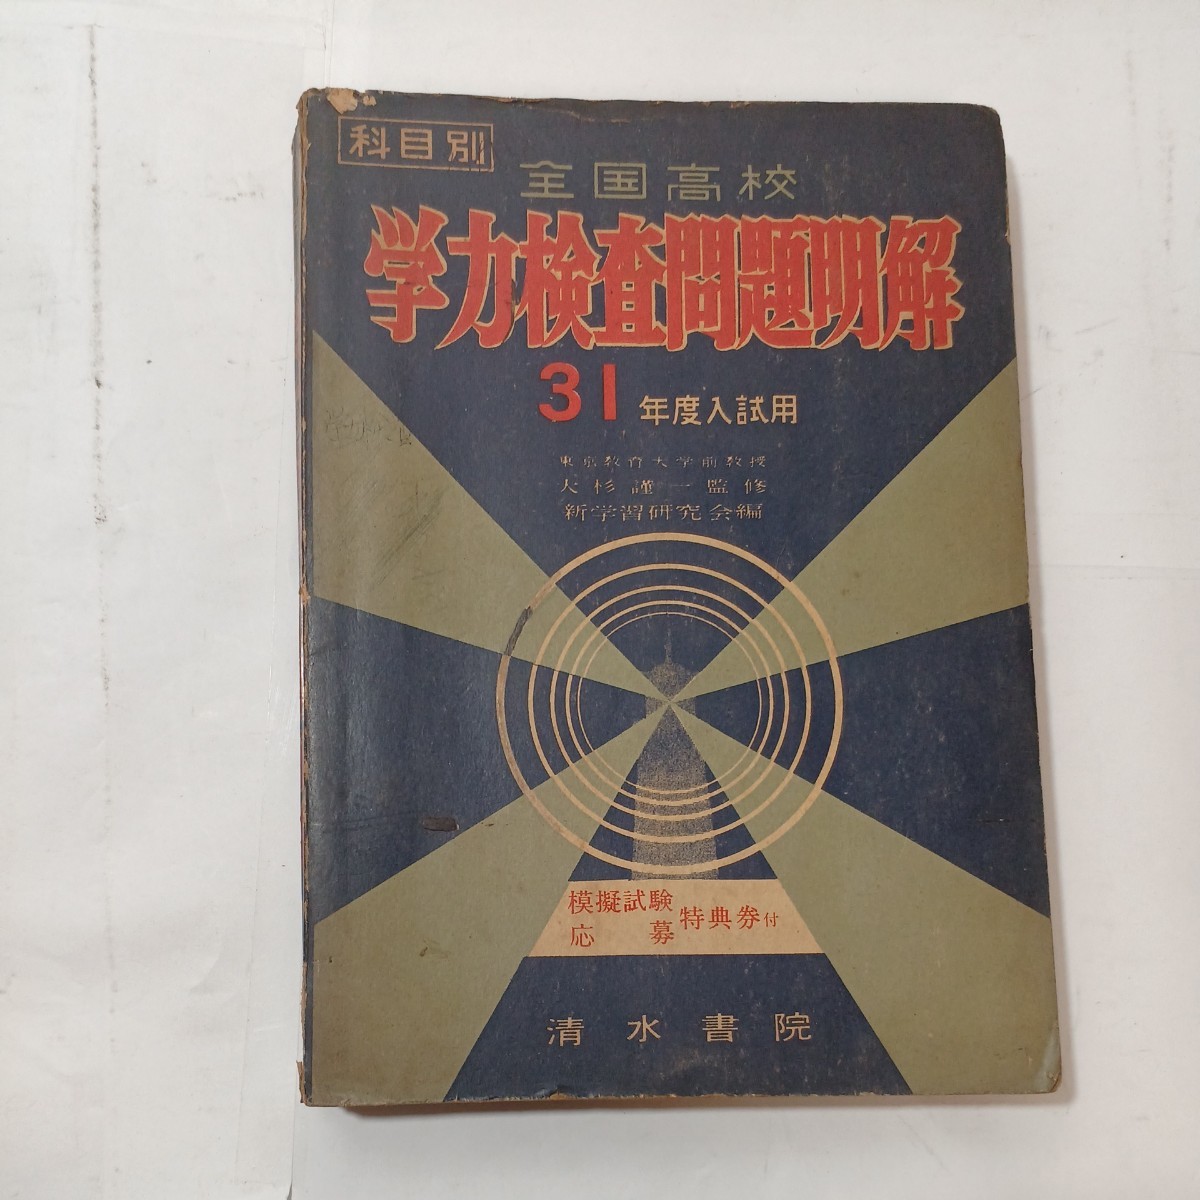 科目別
全国高校
学力検査問題明解
31年度入試用
東京教育大学前教授
大杉謹一監修
新学習研究会編
模擬試験
応募
特典券付
清水書院